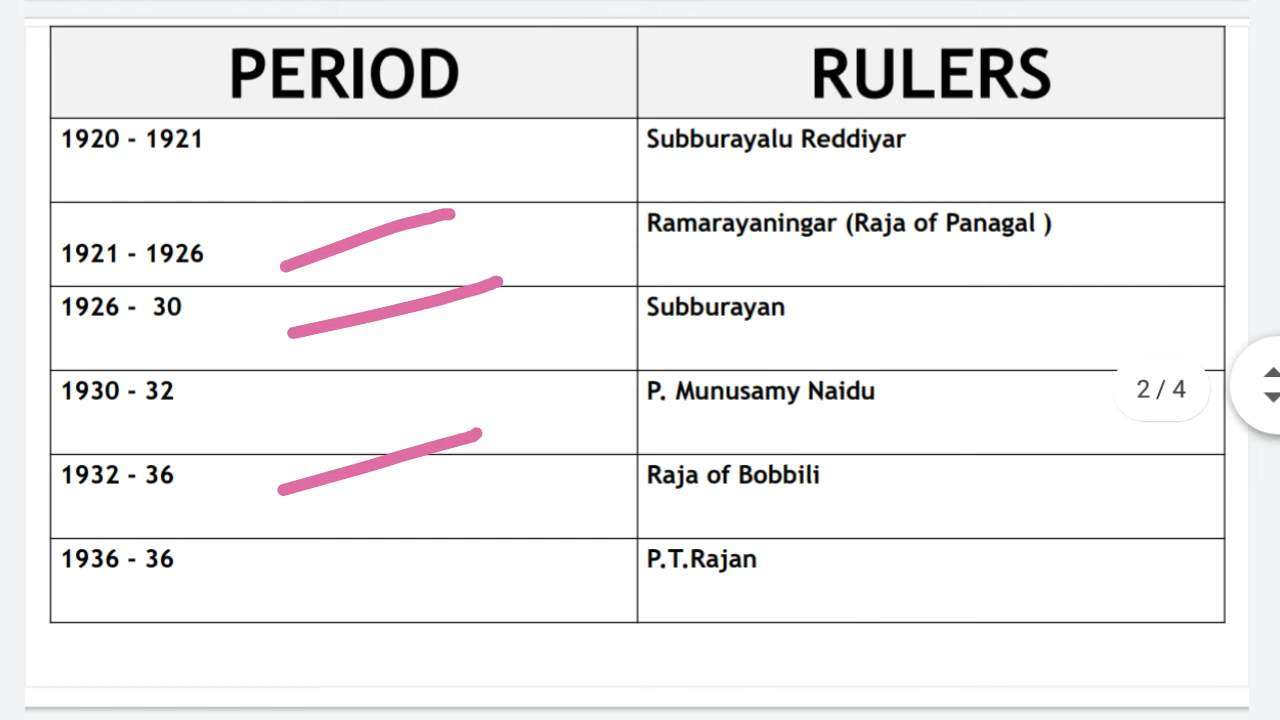 PERIOD RULERS
1920 - 1921 Subburayalu Reddiyar
1921 - 1926 Ramarayaningar (Raja of Panagal )
1926 - 30 Subburayan
1930 - 32 P. Munusamy Naidu
2 / 4
1932 - 36 Raja of Bobbili
1936 - 36 P.T.Rajan